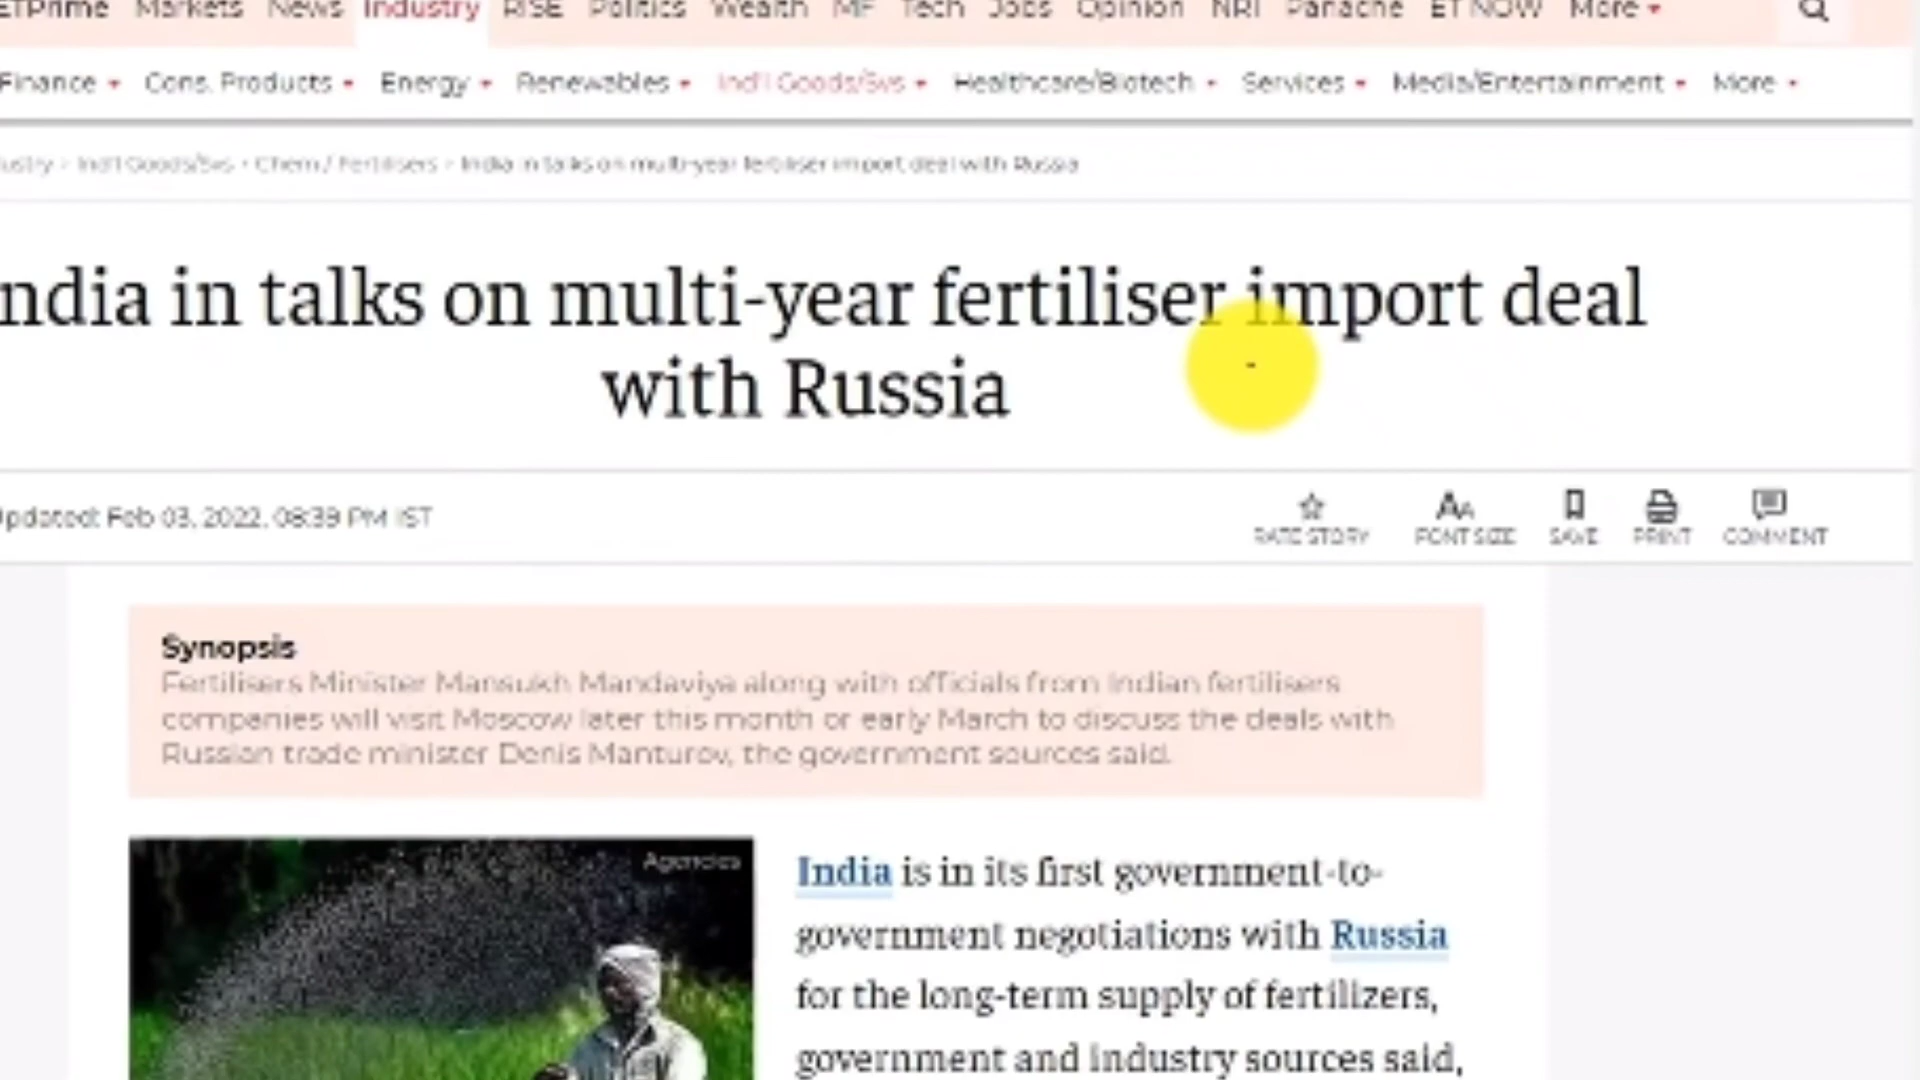 ETPrime Markets News Industry RISE Politics Wealth MF Tech Jobs Opinion NRI Panache ET NOW More
Finance Cons. Products Energy Renewables Ind'l Goods/Svs Healthcare/Biotech Services Media/Entertainment More
ustry › Ind'l Goods/Svs › Chem / Fertilisers › India in talks on multi-year fertiliser import deal with Russia
ndia in talks on multi-year fertiliser import deal
with Russia
pdated: Feb 03, 2022, 08:39 PM IST
RATE STORY FONT SIZE SAVE PRINT COMMENT
Synopsis
Fertilisers Minister Mansukh Mandaviya along with officials from Indian fertilisers
companies will visit Moscow later this month or early March to discuss the deals with
Russian trade minister Denis Manturov, the government sources said.
Agencies
India is in its first government-to-
government negotiations with Russia
for the long-term supply of fertilizers,
government and industry sources said,